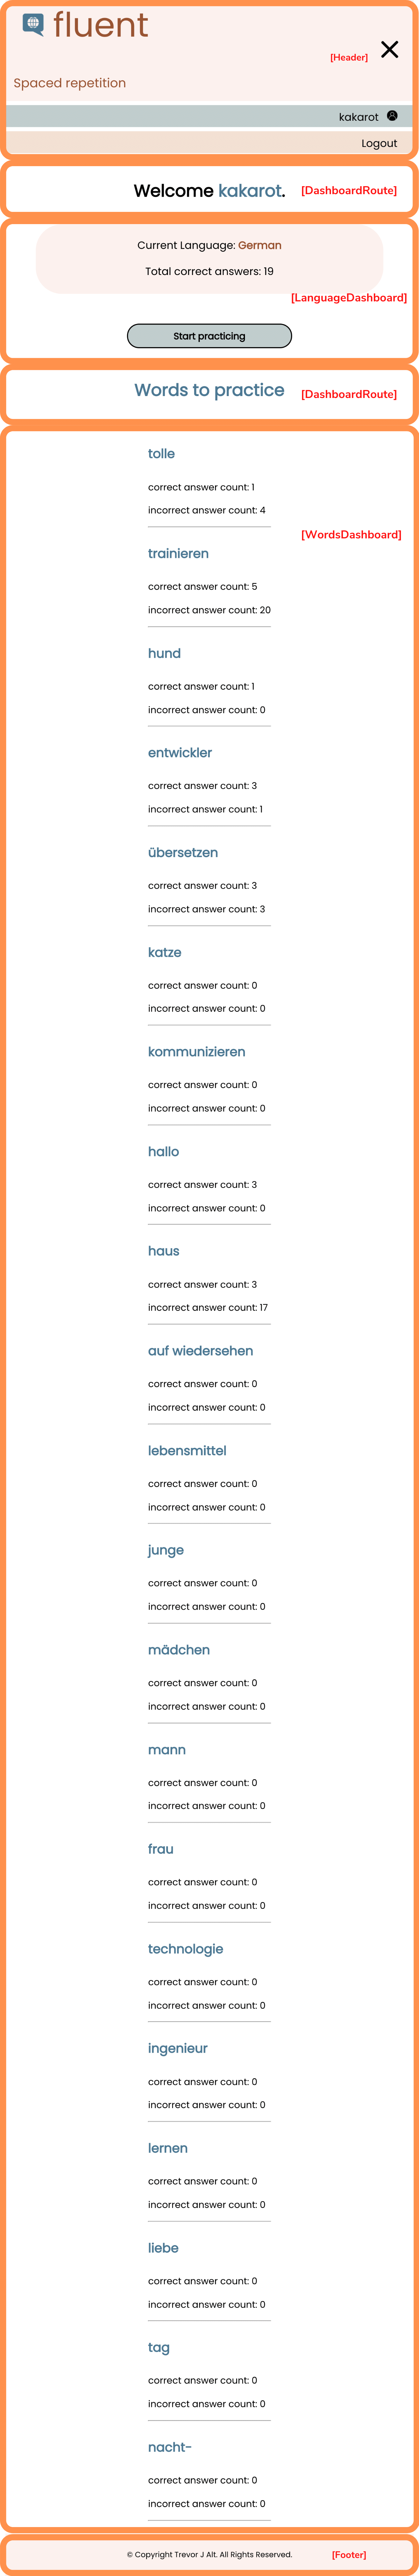 fluent
[Header]
Spaced repetition
kakarot
Logout
Welcome kakarot. [DashboardRoute]
Current Language: German
Total correct answers: 19
[LanguageDashboard]
Start practicing
Words to practice [DashboardRoute]
tolle
correct answer count: 1
incorrect answer count: 4
[WordsDashboard]
trainieren
correct answer count: 5
incorrect answer count: 20
hund
correct answer count: 1
incorrect answer count: 0
entwickler
correct answer count: 3
incorrect answer count: 1
übersetzen
correct answer count: 3
incorrect answer count: 3
katze
correct answer count: 0
incorrect answer count: 0
kommunizieren
correct answer count: 0
incorrect answer count: 0
hallo
correct answer count: 3
incorrect answer count: 0
haus
correct answer count: 3
incorrect answer count: 17
auf wiedersehen
correct answer count: 0
incorrect answer count: 0
lebensmittel
correct answer count: 0
incorrect answer count: 0
junge
correct answer count: 0
incorrect answer count: 0
mädchen
correct answer count: 0
incorrect answer count: 0
mann
correct answer count: 0
incorrect answer count: 0
frau
correct answer count: 0
incorrect answer count: 0
technologie
correct answer count: 0
incorrect answer count: 0
ingenieur
correct answer count: 0
incorrect answer count: 0
lernen
correct answer count: 0
incorrect answer count: 0
liebe
correct answer count: 0
incorrect answer count: 0
tag
correct answer count: 0
incorrect answer count: 0
nacht-
correct answer count: 0
incorrect answer count: 0
© Copyright Trevor J Alt. All Rights Reserved. [Footer]